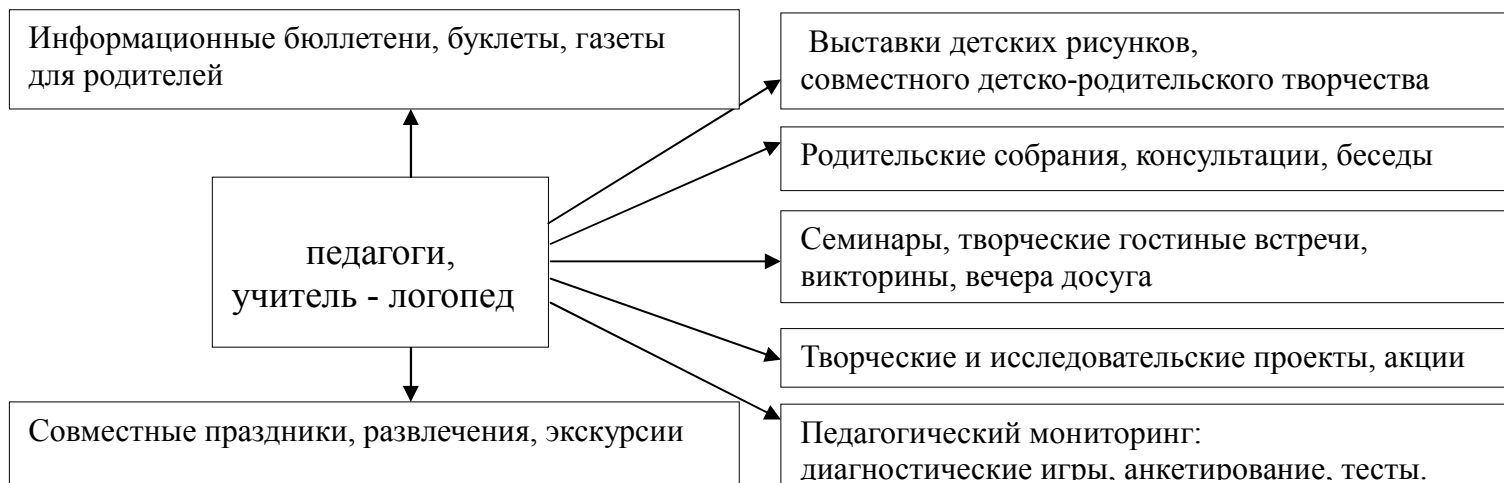 Информационные бюллетени, буклеты, газеты
для родителей
Выставки детских рисунков,
совместного детско-родительского творчества
Родительские собрания, консультации, беседы
педагоги,
учитель - логопед
Семинары, творческие гостиные встречи,
викторины, вечера досуга
Творческие и исследовательские проекты, акции
Совместные праздники, развлечения, экскурсии
Педагогический мониторинг:
диагностические игры, анкетирование, тесты.